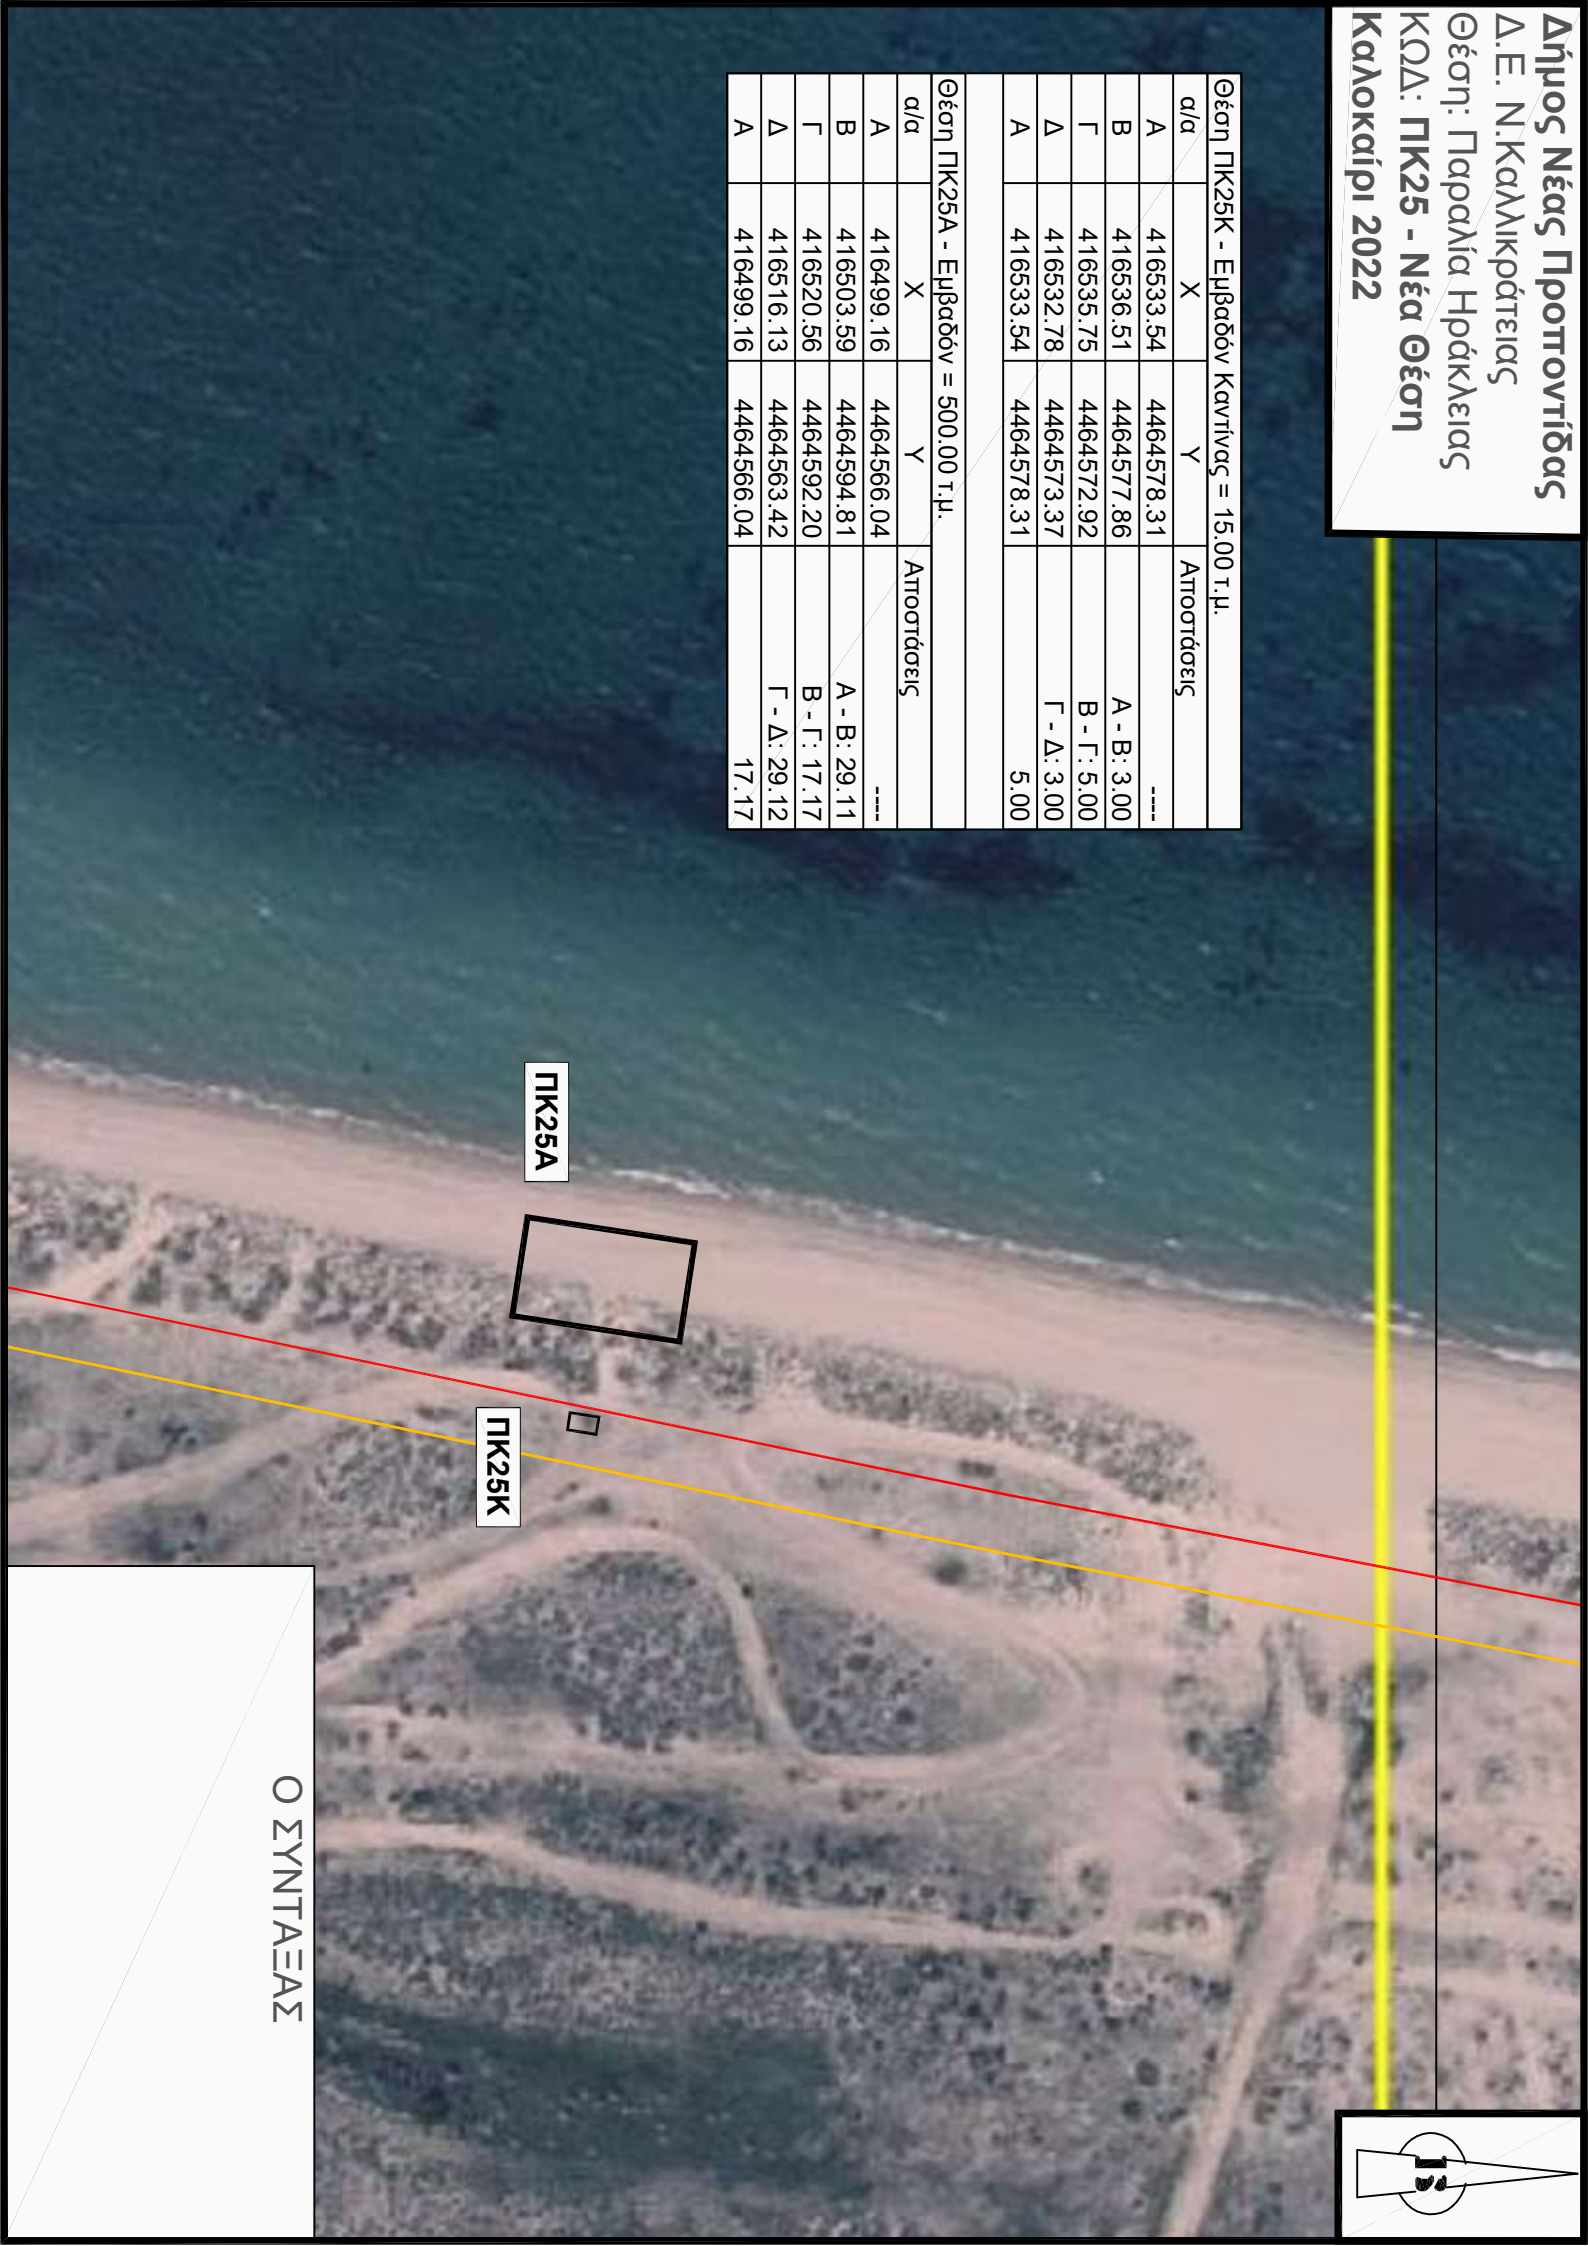 Δήμος Νέας Προποντίδας
Δ.Ε. Ν.Καλλικράτειας
Θέση: Παραλία Ηράκλειας
ΚΩΔ: ΠΚ25 - Νέα Θέση
Καλοκαίρι 2022
Θέση ΠΚ25Κ - Εμβαδόν Καντίνας = 15.00 τ.μ.
α/α Χ Υ Αποστάσεις
Α 416533.54 4464578.31 ----
Β 416536.51 4464577.86 Α - Β: 3.00
Γ 416535.75 4464572.92 Β - Γ: 5.00
Δ 416532.78 4464573.37 Γ - Δ: 3.00
Α 416533.54 4464578.31 5.00
Θέση ΠΚ25Α - Εμβαδόν = 500.00 τ.μ.
α/α Χ Υ Αποστάσεις
Α 416499.16 4464566.04 ----
Β 416503.59 4464594.81 Α - Β: 29.11
Γ 416520.56 4464592.20 Β - Γ: 17.17
Δ 416516.13 4464563.42 Γ - Δ: 29.12
Α 416499.16 4464566.04 17.17
ΠΚ25Α
ΠΚ25Κ
Ο ΣΥΝΤΑΞΑΣ